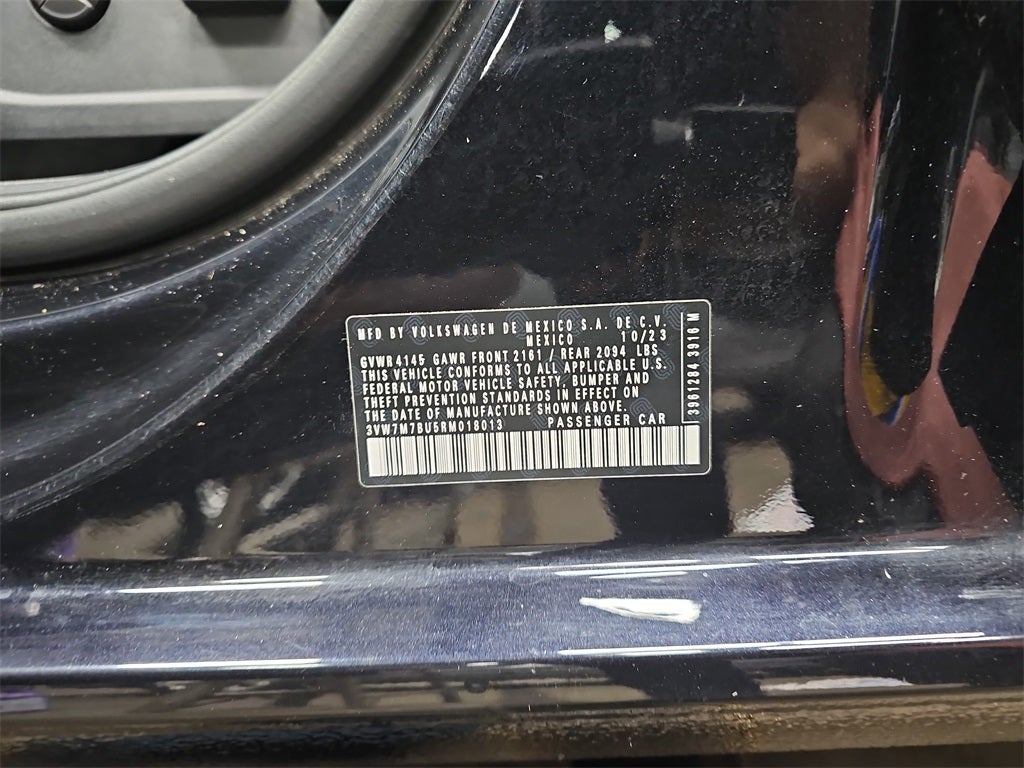 MFD BY VOLKSWAGEN DE MEXICO S.A. DE C.V.
MEXICO 10/23
GVWR 4145 GAWR FRONT 2161 / REAR 2094 LBS
THIS VEHICLE CONFORMS TO ALL APPLICABLE U.S.
FEDERAL MOTOR VEHICLE SAFETY, BUMPER AND
THEFT PREVENTION STANDARDS IN EFFECT ON
THE DATE OF MANUFACTURE SHOWN ABOVE.
3VW7M7BU5RM018013 PASSENGER CAR
3961284 3916 M